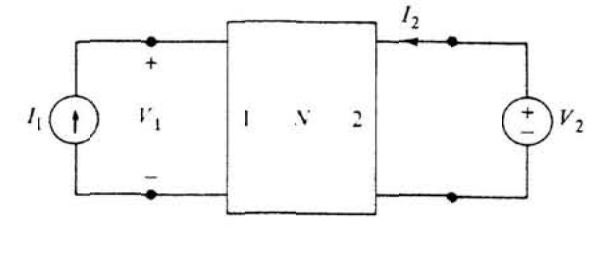 I₂
+
I₁ V₁ 1 N 2 + − V₂
−